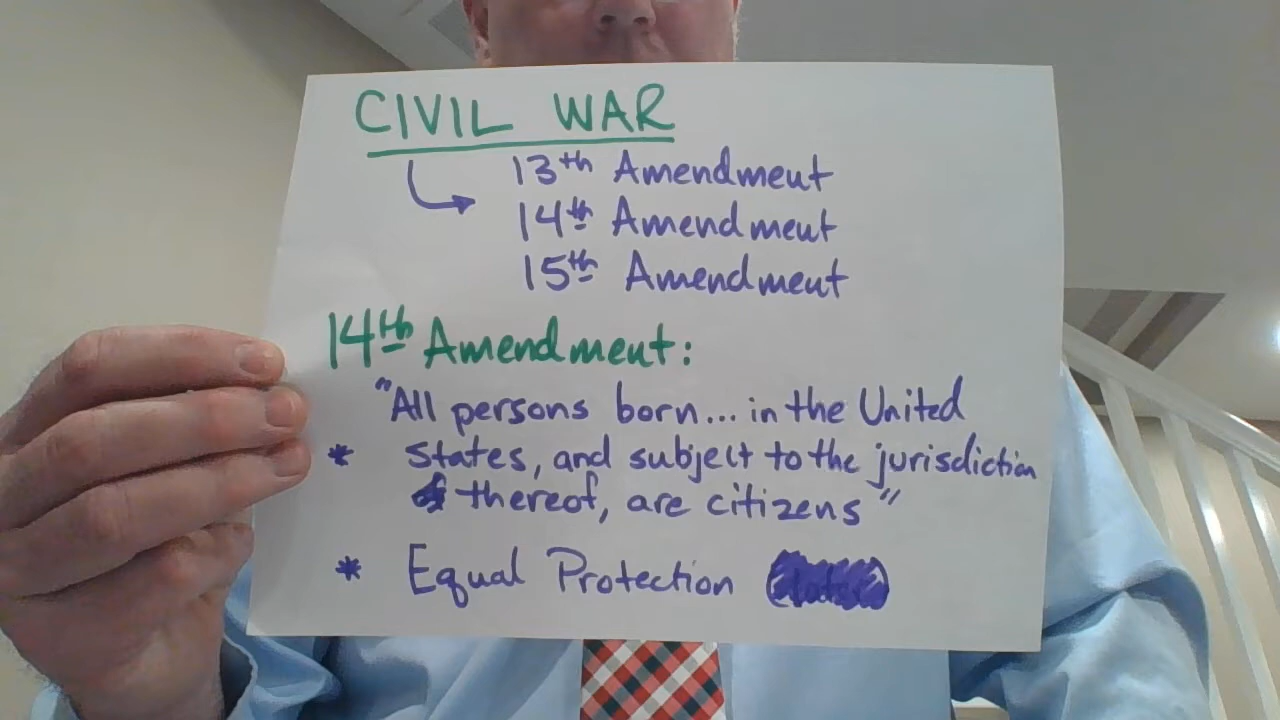 CIVIL WAR
13th Amendment
14th Amendment
15th Amendment
14th Amendment:
"All persons born... in the United
* States, and subject to the jurisdiction
thereof, are citizens"
* Equal Protection